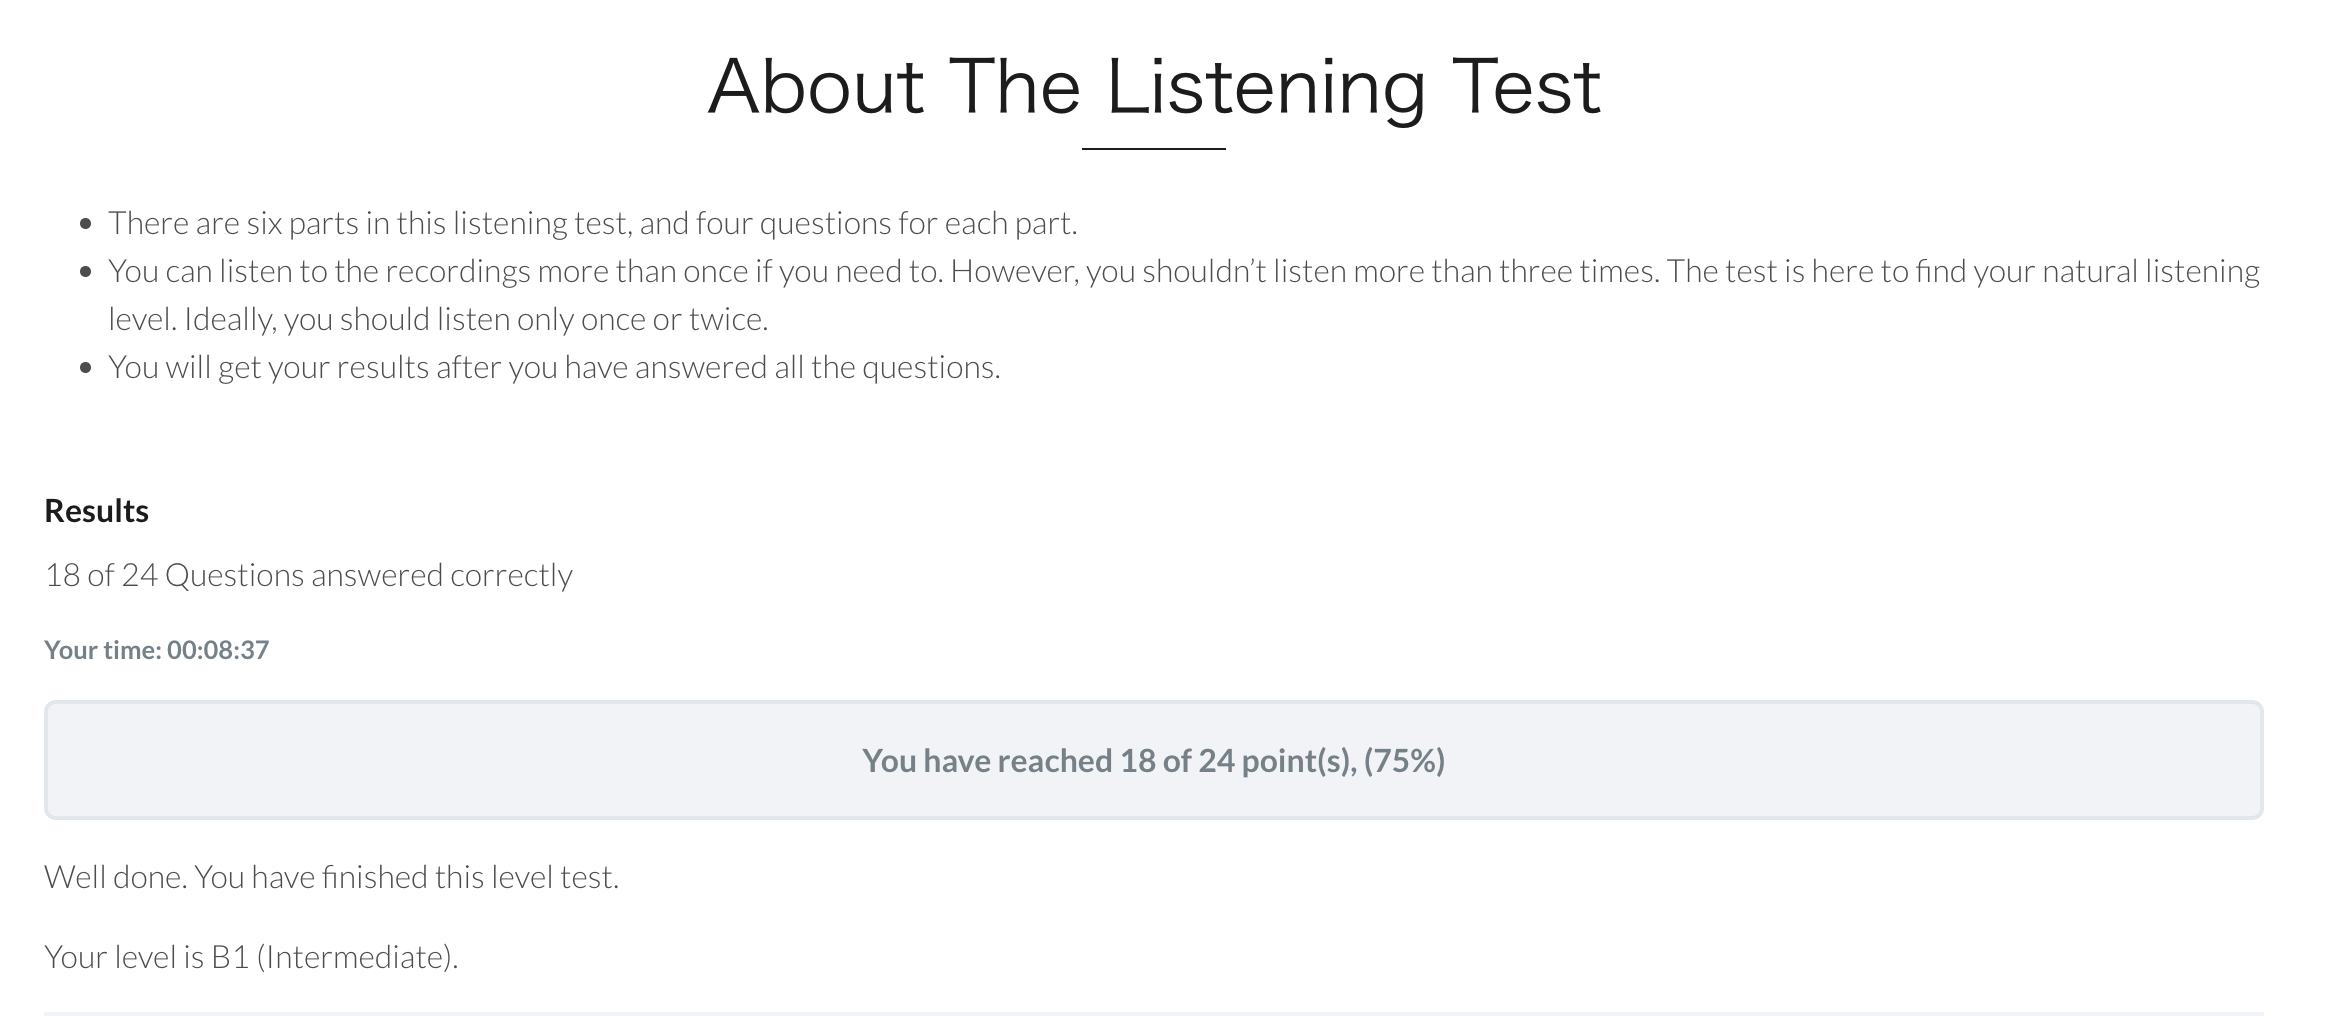 About The Listening Test
There are six parts in this listening test, and four questions for each part.
You can listen to the recordings more than once if you need to. However, you shouldn’t listen more than three times. The test is here to find your natural listening
level. Ideally, you should listen only once or twice.
You will get your results after you have answered all the questions.
Results
18 of 24 Questions answered correctly
Your time: 00:08:37
You have reached 18 of 24 point(s), (75%)
Well done. You have finished this level test.
Your level is B1 (Intermediate).